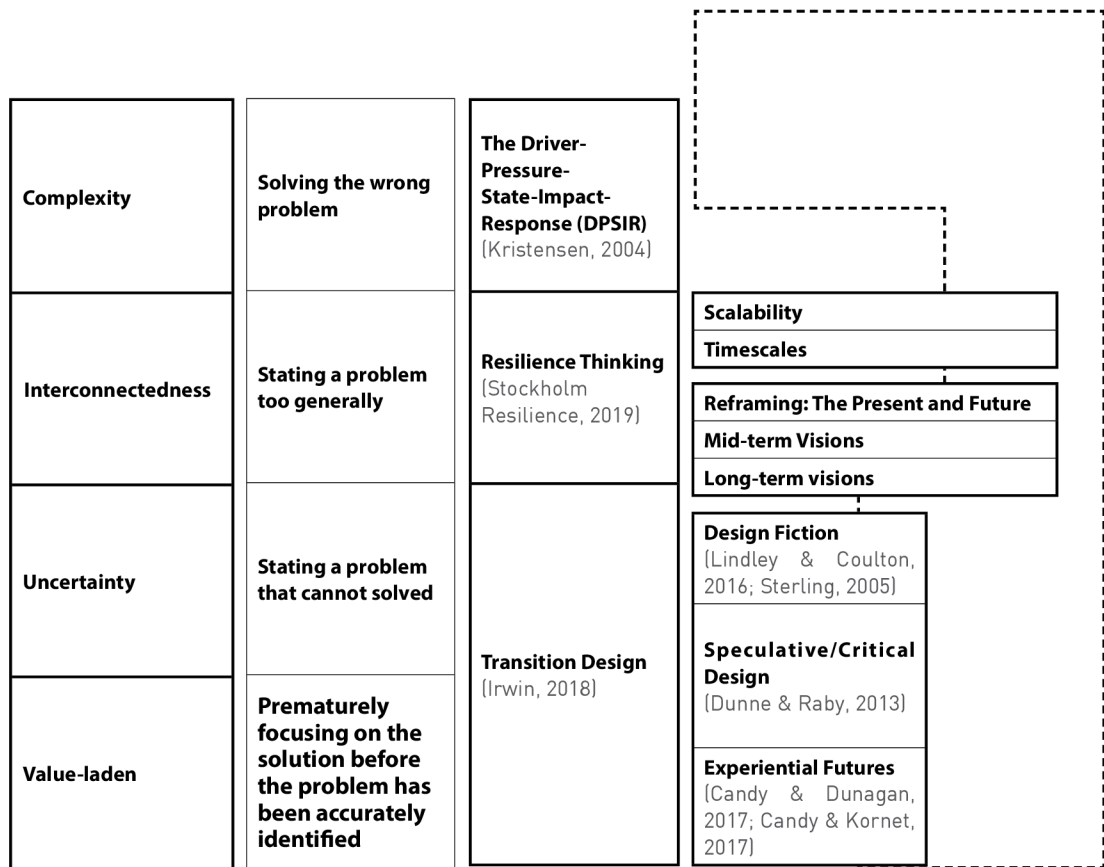 Complexity
Interconnectedness
Uncertainty
Value-laden
Solving the wrong
problem
Stating a problem
too generally
Stating a problem
that cannot solved
Prematurely
focusing on the
solution before
the problem has
been accurately
identified
The Driver-
Pressure-
State-Impact-
Response (DPSIR)
(Kristensen, 2004)
Resilience Thinking
(Stockholm
Resilience, 2019)
Transition Design
(Irwin, 2018)
Scalability
Timescales
Reframing: The Present and Future
Mid-term Visions
Long-term visions
Design Fiction
(Lindley & Coulton,
2016; Sterling, 2005)
Speculative/Critical
Design
(Dunne & Raby, 2013)
Experiential Futures
(Candy & Dunagan,
2017; Candy & Kornet,
2017)